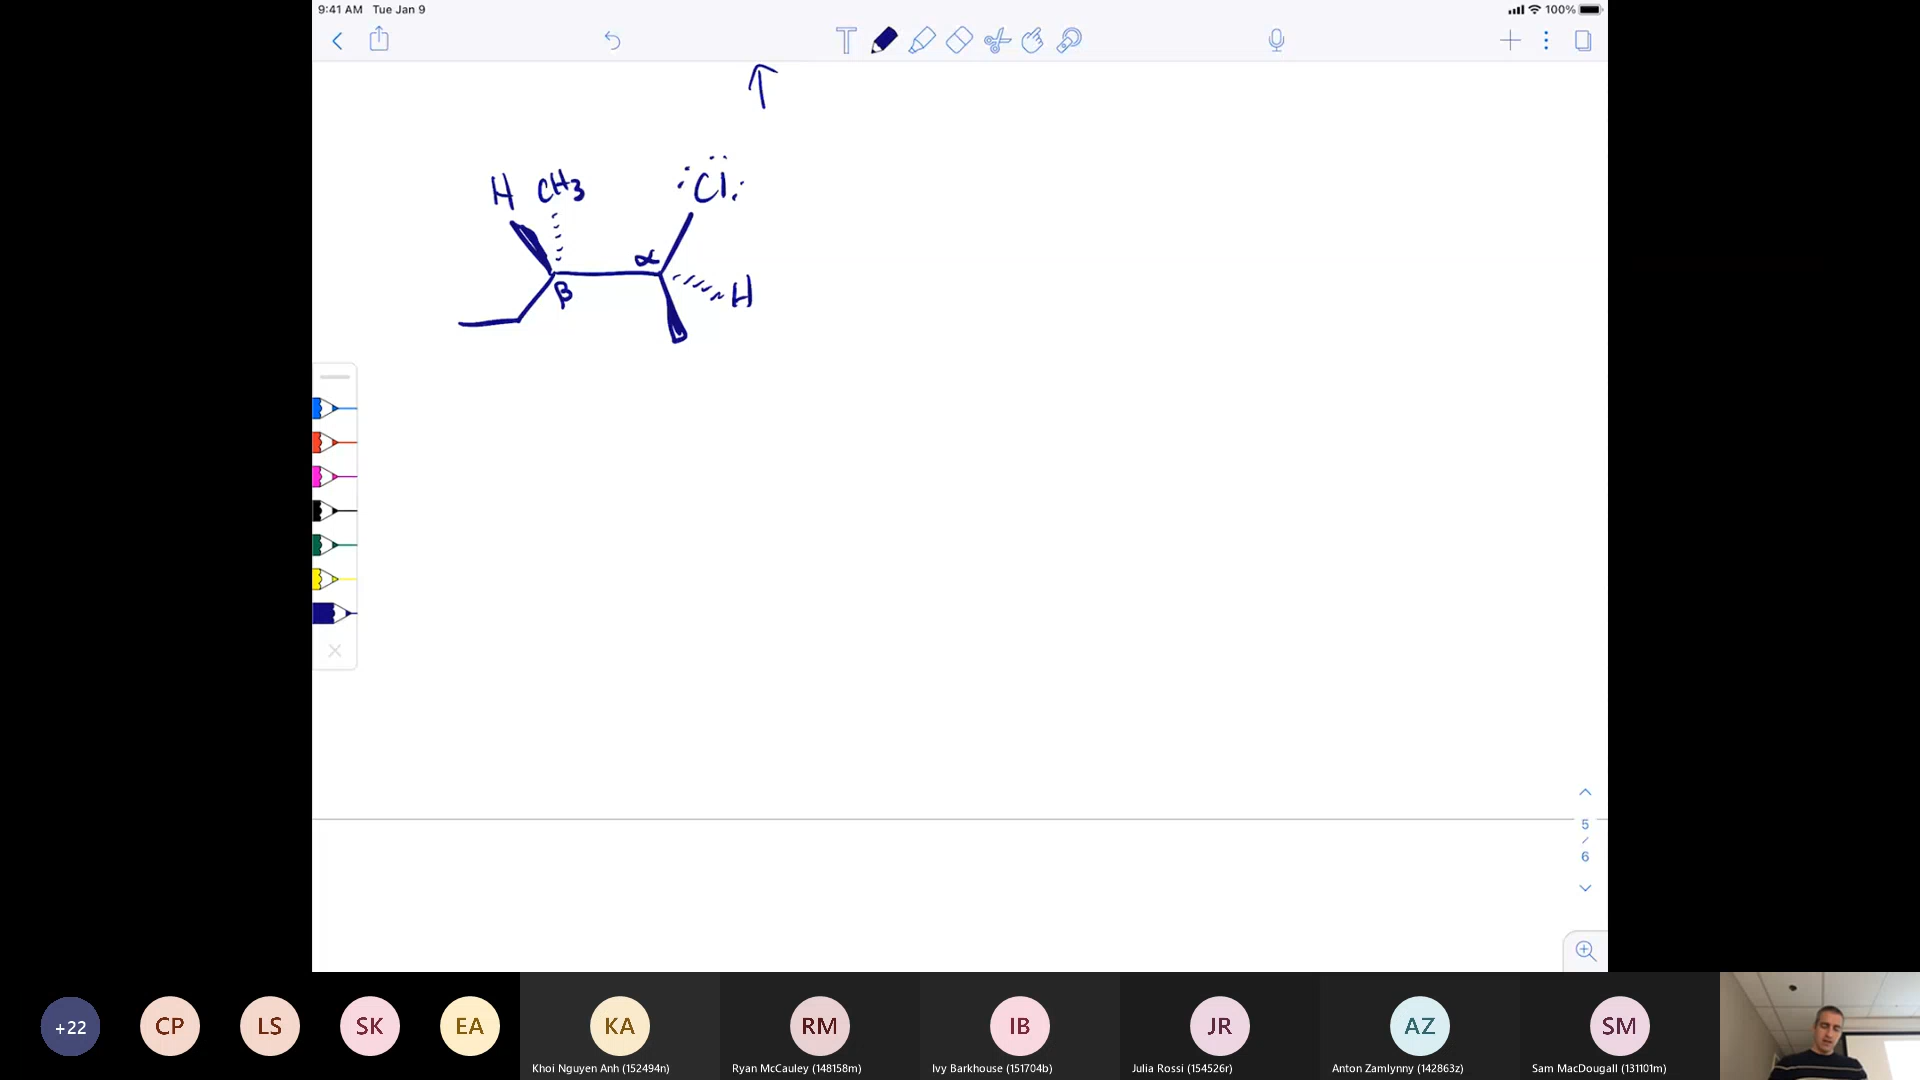 9:41 AM Tue Jan 9
100%
T
H CH3
:Cl:
α
H
β
5
/
6
+22
CP
LS
SK
EA
KA
RM
IB
JR
AZ
SM
Khoi Nguyen Anh (152494n)
Ryan McCauley (148158m)
Ivy Barkhouse (151704b)
Julia Rossi (154526r)
Anton Zamlynny (142863z)
Sam MacDougall (131101m)